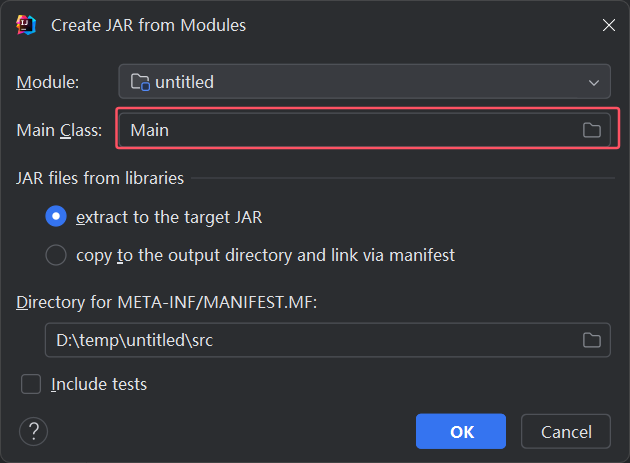 Create JAR from Modules
Module: untitled
Main Class: Main
JAR files from libraries
extract to the target JAR
copy to the output directory and link via manifest
Directory for META-INF/MANIFEST.MF:
D:\temp\untitled\src
Include tests
? OK Cancel